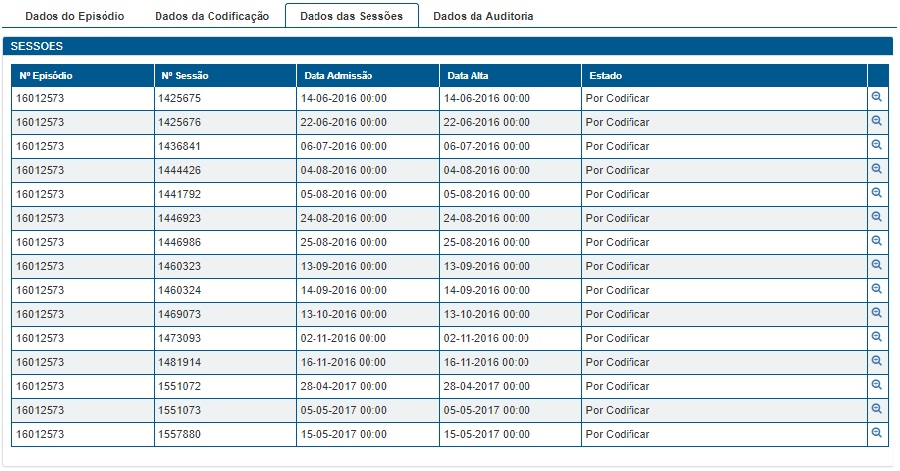 Dados do Episódio Dados da Codificação Dados das Sessões Dados da Auditoria
SESSOES
Nº Episódio Nº Sessão Data Admissão Data Alta Estado
16012573 1425675 14-06-2016 00:00 14-06-2016 00:00 Por Codificar
16012573 1425676 22-06-2016 00:00 22-06-2016 00:00 Por Codificar
16012573 1436841 06-07-2016 00:00 06-07-2016 00:00 Por Codificar
16012573 1444426 04-08-2016 00:00 04-08-2016 00:00 Por Codificar
16012573 1441792 05-08-2016 00:00 05-08-2016 00:00 Por Codificar
16012573 1446923 24-08-2016 00:00 24-08-2016 00:00 Por Codificar
16012573 1446986 25-08-2016 00:00 25-08-2016 00:00 Por Codificar
16012573 1460323 13-09-2016 00:00 13-09-2016 00:00 Por Codificar
16012573 1460324 14-09-2016 00:00 14-09-2016 00:00 Por Codificar
16012573 1469073 13-10-2016 00:00 13-10-2016 00:00 Por Codificar
16012573 1473093 02-11-2016 00:00 02-11-2016 00:00 Por Codificar
16012573 1481914 16-11-2016 00:00 16-11-2016 00:00 Por Codificar
16012573 1551072 28-04-2017 00:00 28-04-2017 00:00 Por Codificar
16012573 1551073 05-05-2017 00:00 05-05-2017 00:00 Por Codificar
16012573 1557880 15-05-2017 00:00 15-05-2017 00:00 Por Codificar